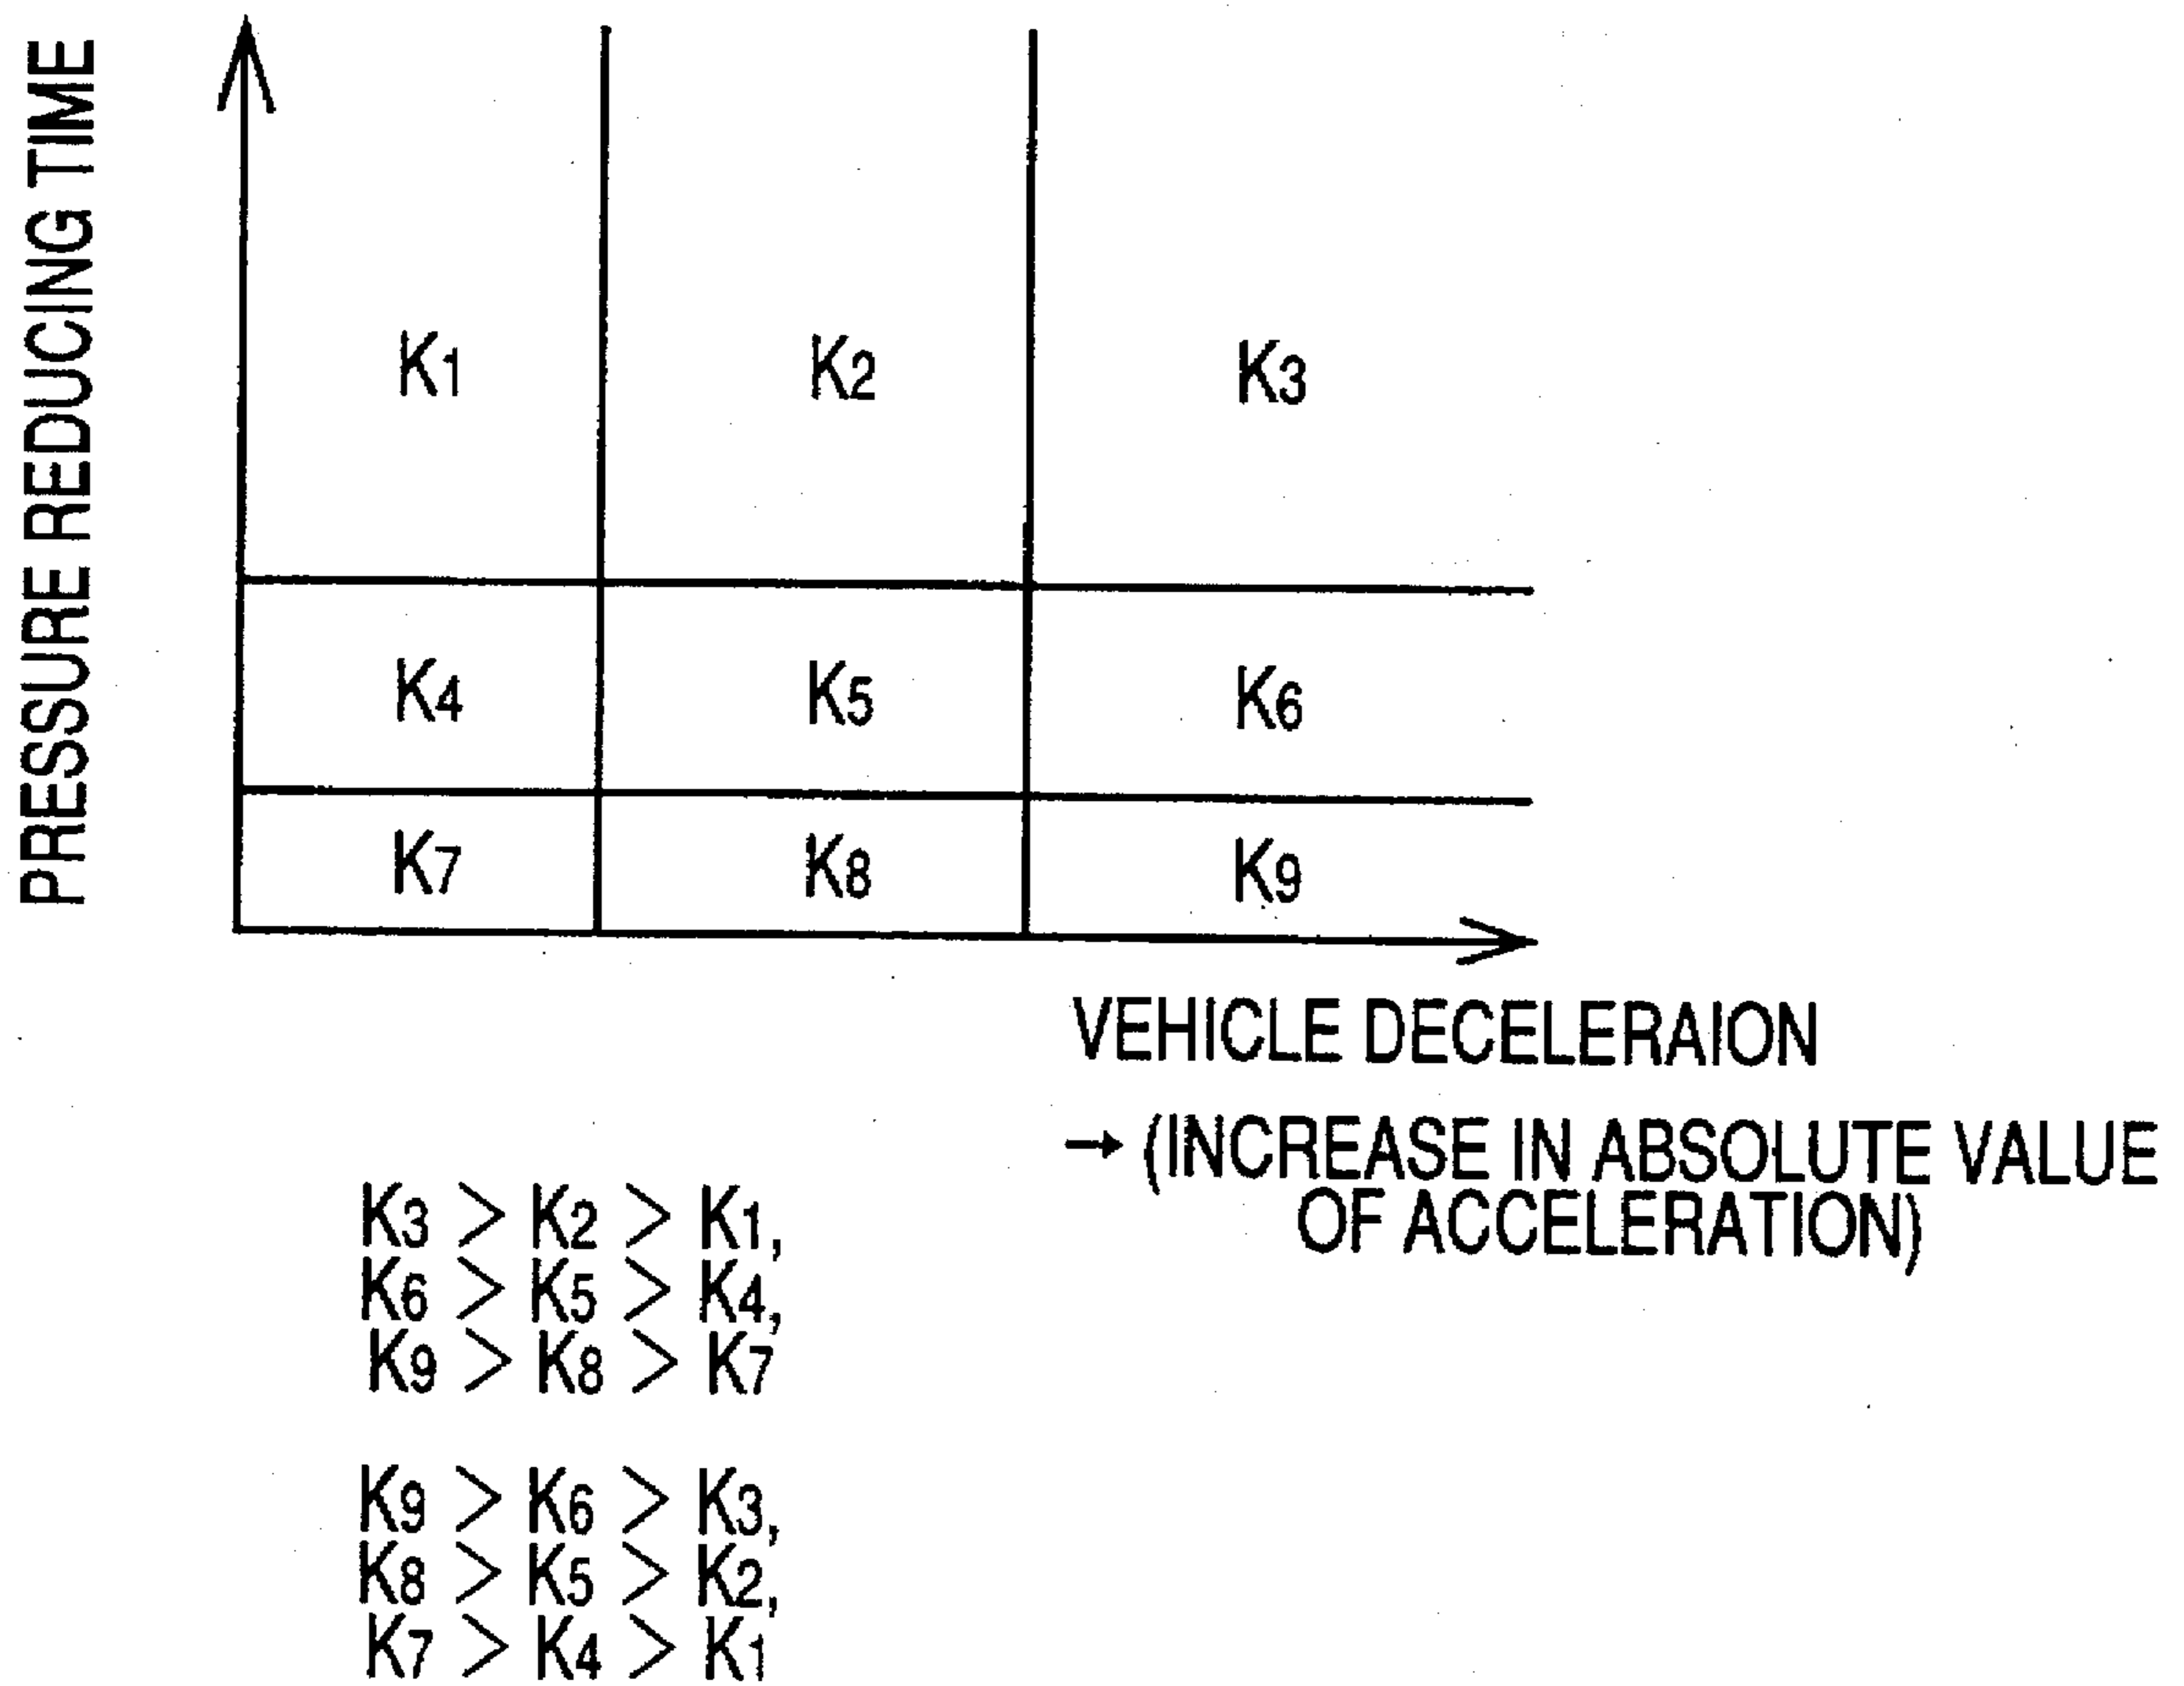 PRESSURE REDUCING TIME
K1 K2 K3
K4 K5 K6
K7 K8 K9
VEHICLE DECELERAION
→ (INCREASE IN ABSOLUTE VALUE
OF ACCELERATION)
K3 > K2 > K1,
K6 > K5 > K4,
K9 > K8 > K7
K9 > K6 > K3,
K8 > K5 > K2,
K7 > K4 > K1